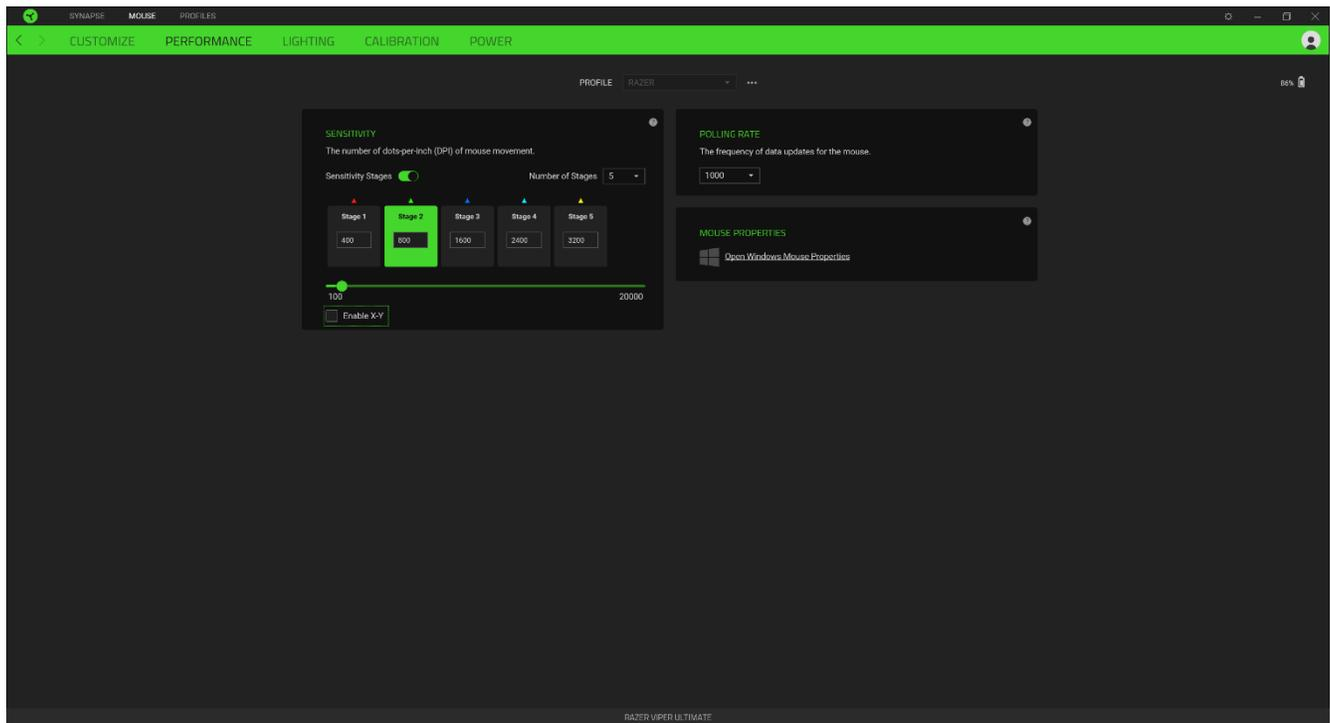 SYNAPSE MOUSE PROFILES
CUSTOMIZE PERFORMANCE LIGHTING CALIBRATION POWER
PROFILE RAZER
86%
SENSITIVITY
The number of dots-per-inch (DPI) of mouse movement.
Sensitivity Stages Number of Stages 5
Stage 1 Stage 2 Stage 3 Stage 4 Stage 5
400 800 1600 2400 3200
100 20000
Enable X-Y
POLLING RATE
The frequency of data updates for the mouse.
1000
MOUSE PROPERTIES
Open Windows Mouse Properties
RAZER VIPER ULTIMATE